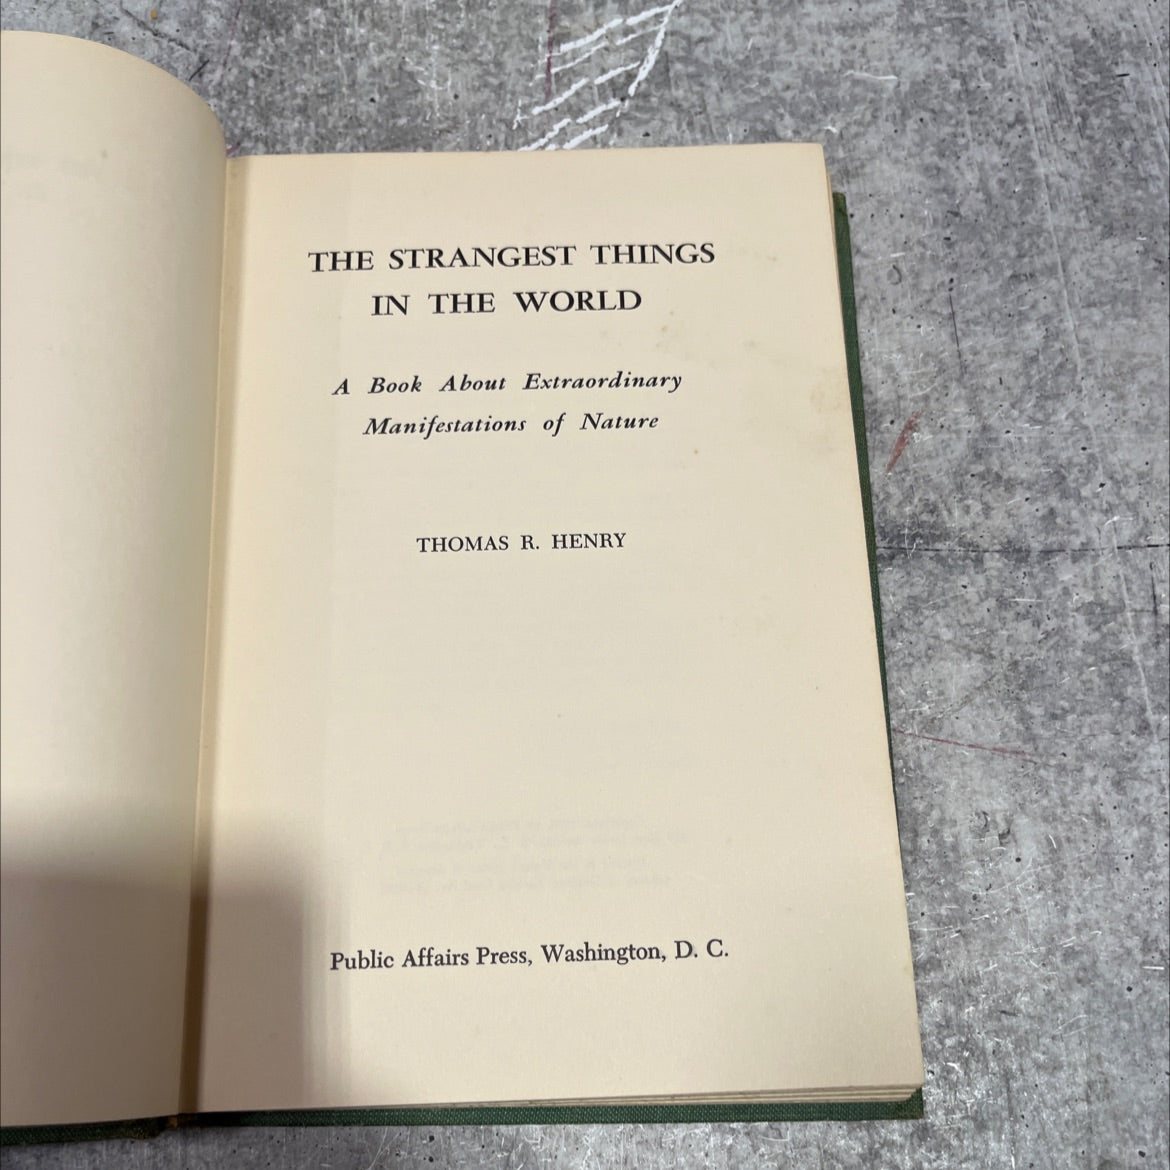 THE STRANGEST THINGS
IN THE WORLD
A Book About Extraordinary
Manifestations of Nature
THOMAS R. HENRY
Public Affairs Press, Washington, D. C.